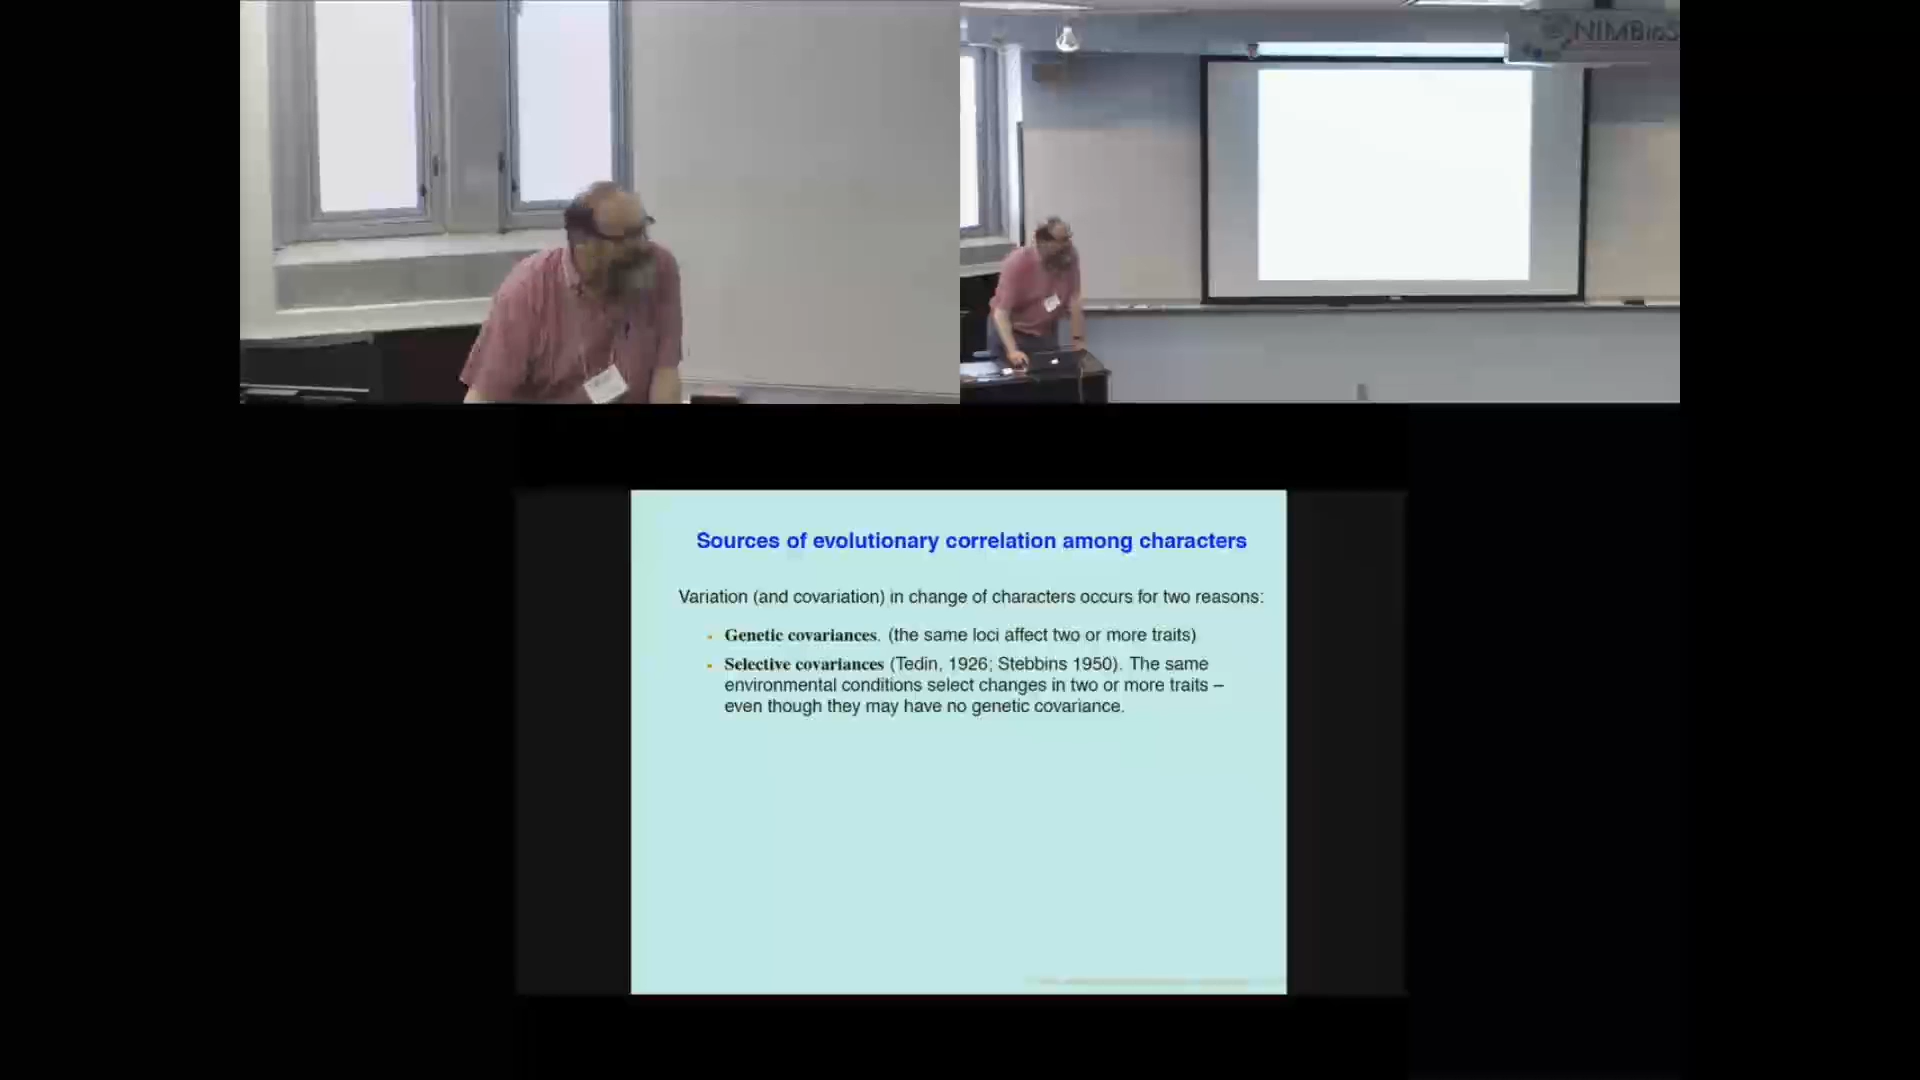 NIMBioS
Sources of evolutionary correlation among characters
Variation (and covariation) in change of characters occurs for two reasons:
Genetic covariances. (the same loci affect two or more traits)
Selective covariances (Tedin, 1926; Stebbins 1950). The same
environmental conditions select changes in two or more traits –
even though they may have no genetic covariance.